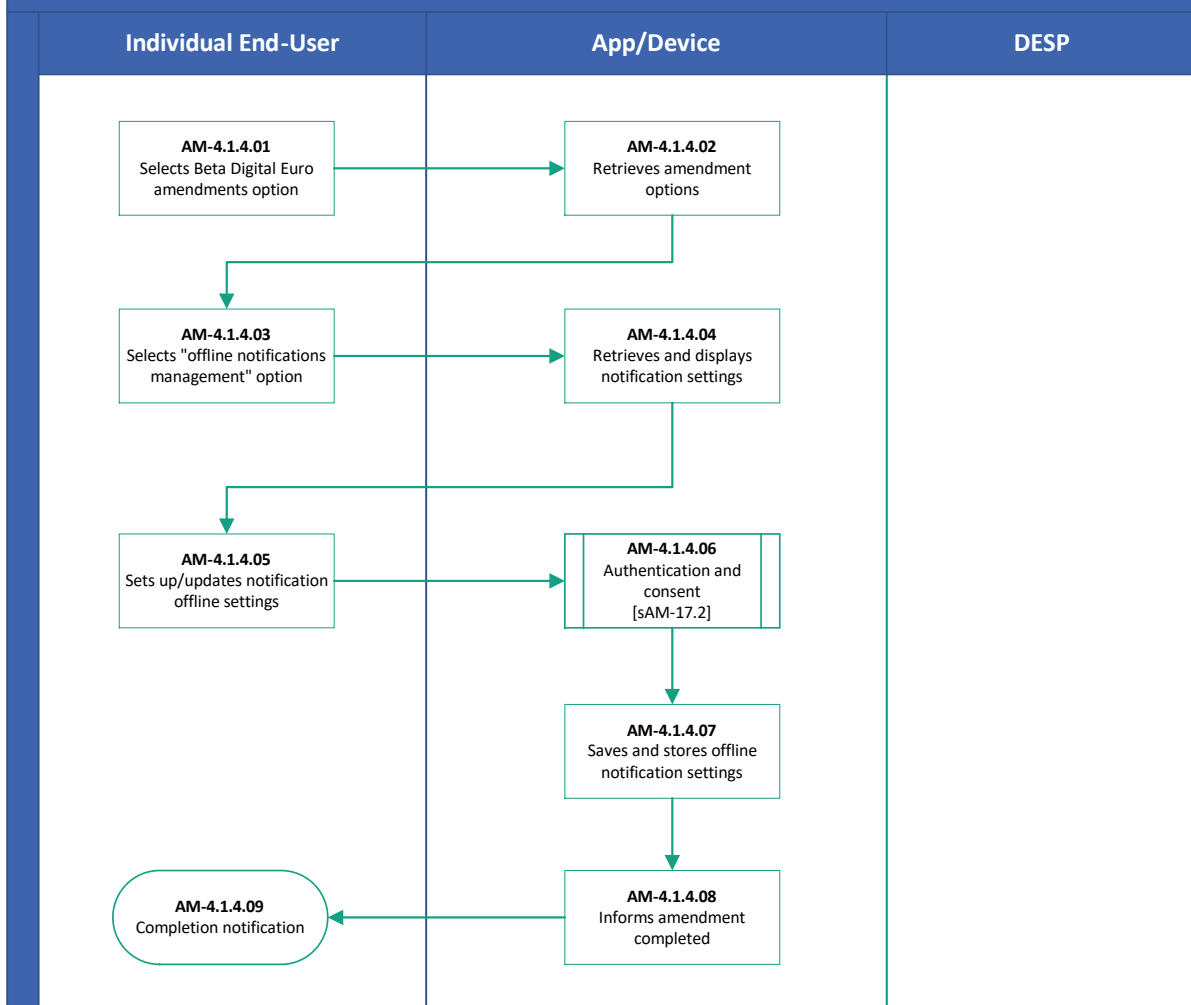 Individual End-User
App/Device
DESP
AM-4.1.4.01
Selects Beta Digital Euro
amendments option
AM-4.1.4.02
Retrieves amendment
options
AM-4.1.4.03
Selects "offline notifications
management" option
AM-4.1.4.04
Retrieves and displays
notification settings
AM-4.1.4.05
Sets up/updates notification
offline settings
AM-4.1.4.06
Authentication and
consent
[sAM-17.2]
AM-4.1.4.07
Saves and stores offline
notification settings
AM-4.1.4.08
Informs amendment
completed
AM-4.1.4.09
Completion notification